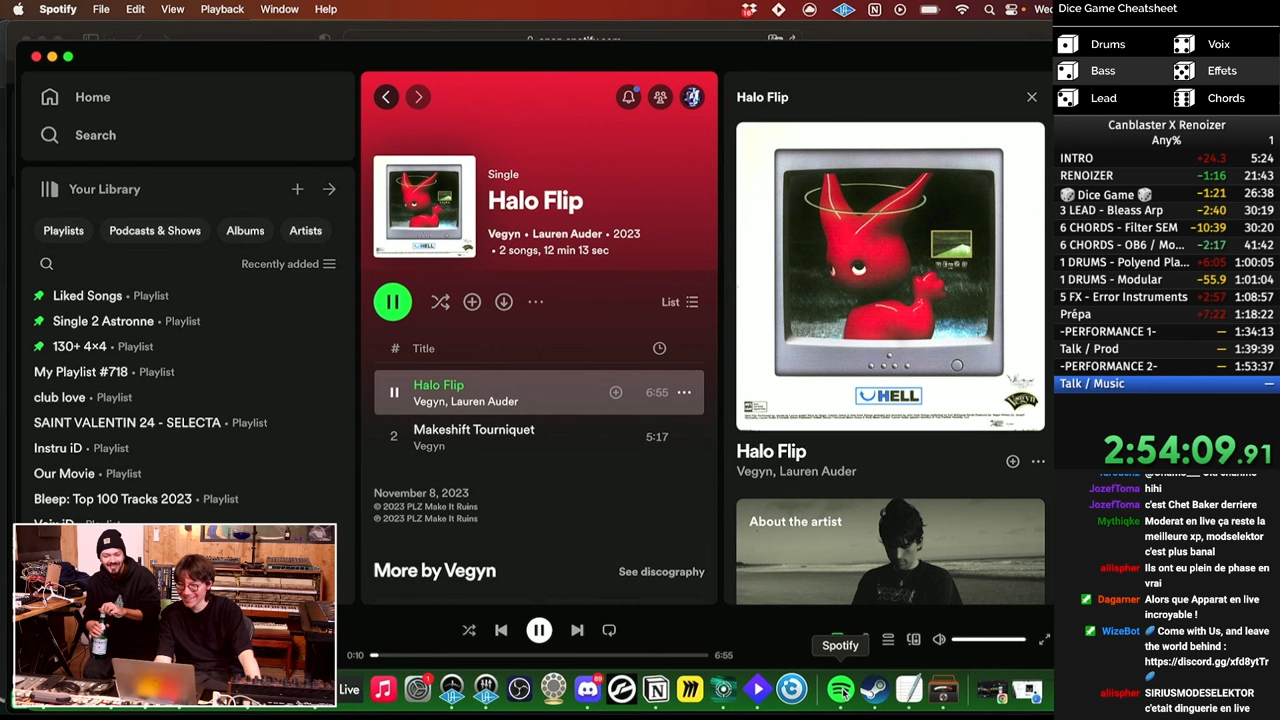 Spotify File Edit View Playback Window Help
Dice Game Cheatsheet
Drums Voix
Bass Effets
Lead Chords
Canblaster X Renoizer
Any% 1
INTRO +24.3 5:24
RENOIZER −1:16 21:43
Dice Game −1:21 26:38
3 LEAD - Bleass Arp −2:40 30:19
6 CHORDS - Filter SEM −10:39 30:20
6 CHORDS - OB6 / Mo... −2:17 41:42
1 DRUMS - Polyend Pla... +6:05 1:00:05
1 DRUMS - Modular −55.9 1:01:04
5 FX - Error Instruments +2:57 1:08:57
Prépa +7:22 1:18:22
-PERFORMANCE 1- — 1:34:13
Talk / Prod — 1:39:39
-PERFORMANCE 2- — 1:53:37
Talk / Music —
2:54:09.91
Home
Search
Your Library
Playlists Podcasts & Shows Albums Artists
Recently added
Liked Songs • Playlist
Single 2 Astronne • Playlist
130+ 4×4 • Playlist
My Playlist #718 • Playlist
club love • Playlist
Instru iD • Playlist
Our Movie • Playlist
Bleep: Top 100 Tracks 2023 • Playlist
Single
Halo Flip
Vegyn • Lauren Auder • 2023
• 2 songs, 12 min 13 sec
List
# Title
Halo Flip
Vegyn, Lauren Auder 6:55
2 Makeshift Tourniquet 5:17
Vegyn
November 8, 2023
© 2023 PLZ Make It Ruins
℗ 2023 PLZ Make It Ruins
More by Vegyn See discography
Halo Flip
HELL
Vegyn
Halo Flip
Vegyn, Lauren Auder
About the artist
0:10 6:55
Spotify
Live
JozefToma hihi
JozefToma c'est Chet Baker derriere
Mythiqke Moderat en live ça reste la
meilleure xp, modselektor
c'est plus banal
aliispher Ils ont eu plein de phase en
vrai
Dagamer Alors que Apparat en live
incroyable !
WizeBot Come with Us, and leave
the world behind :
https://discord.gg/xfd8ytTr
aliispher SIRIUSMODESELEKTOR
c'etait dinguerie en live